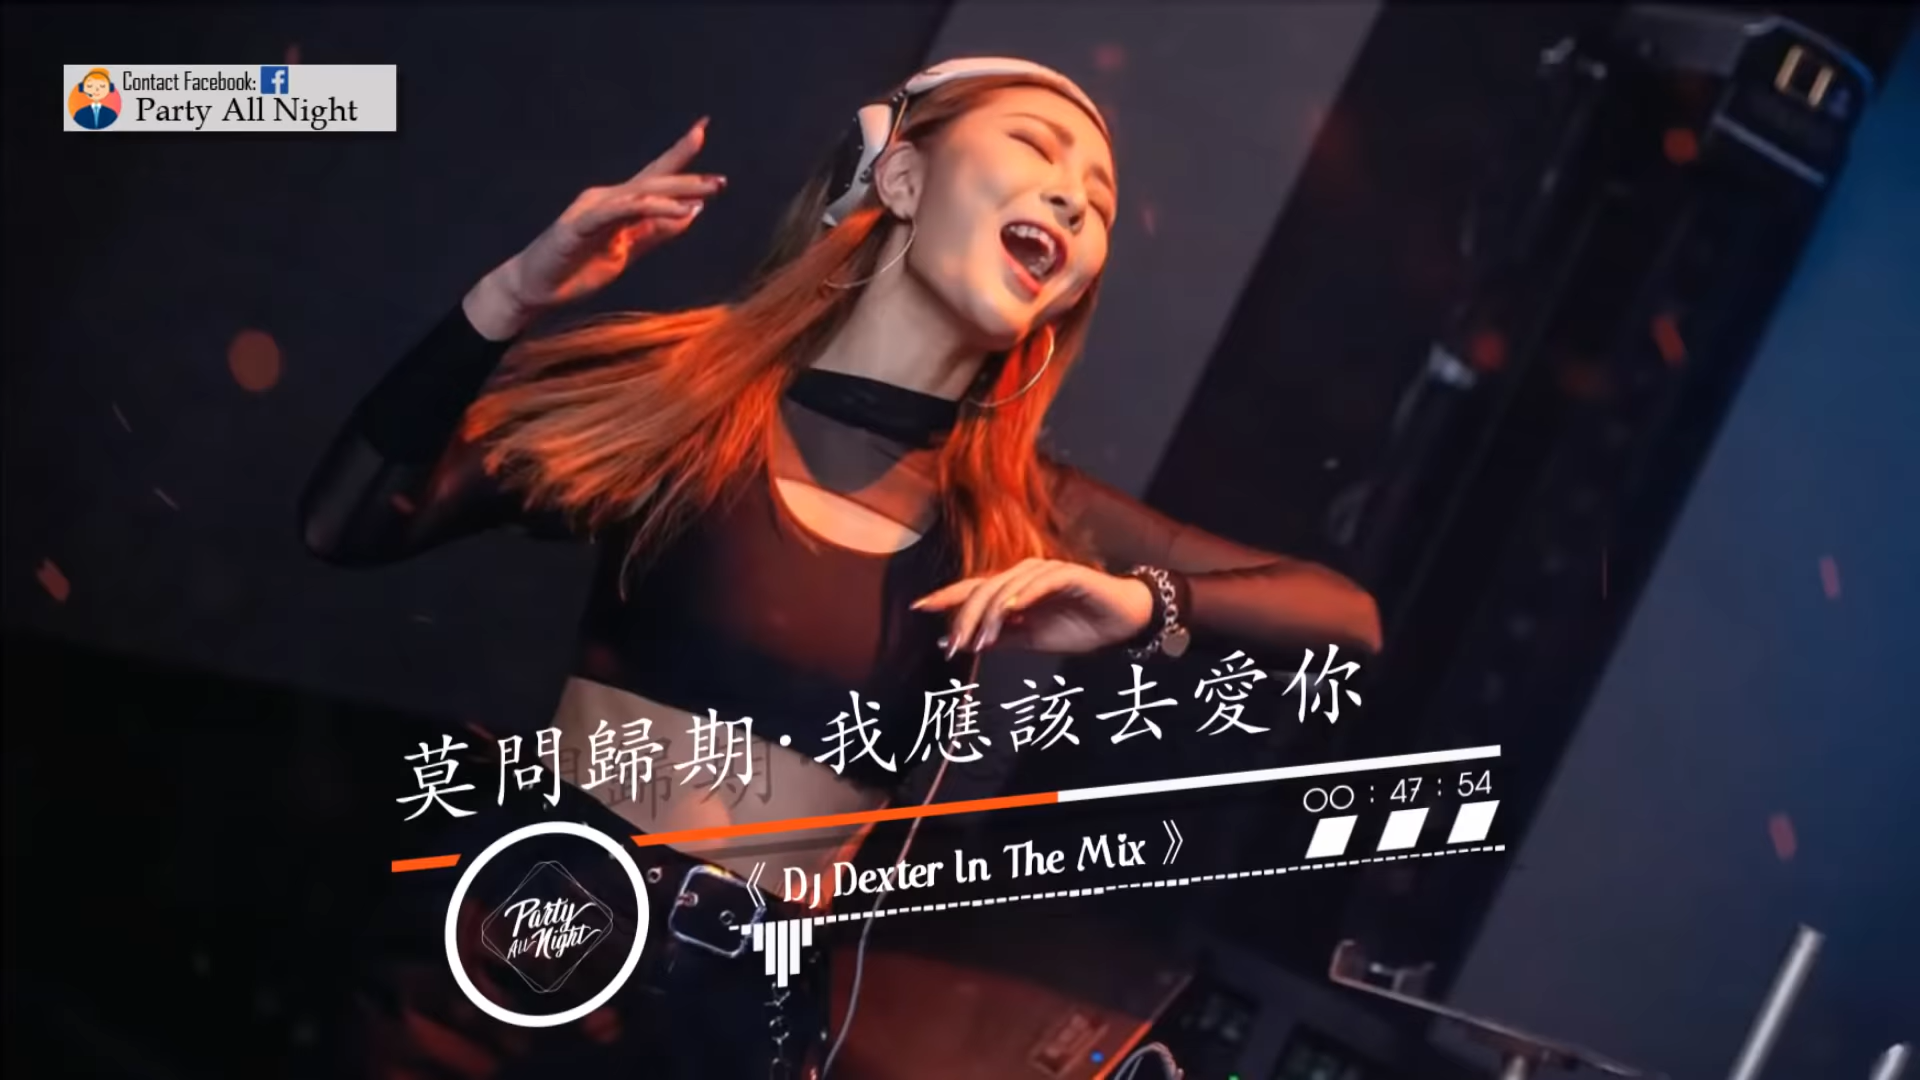 Contact Facebook:
Party All Night
莫問歸期·我應該去愛你
00 : 47 : 54
《 Dj Dexter In The Mix 》
Party
All Night